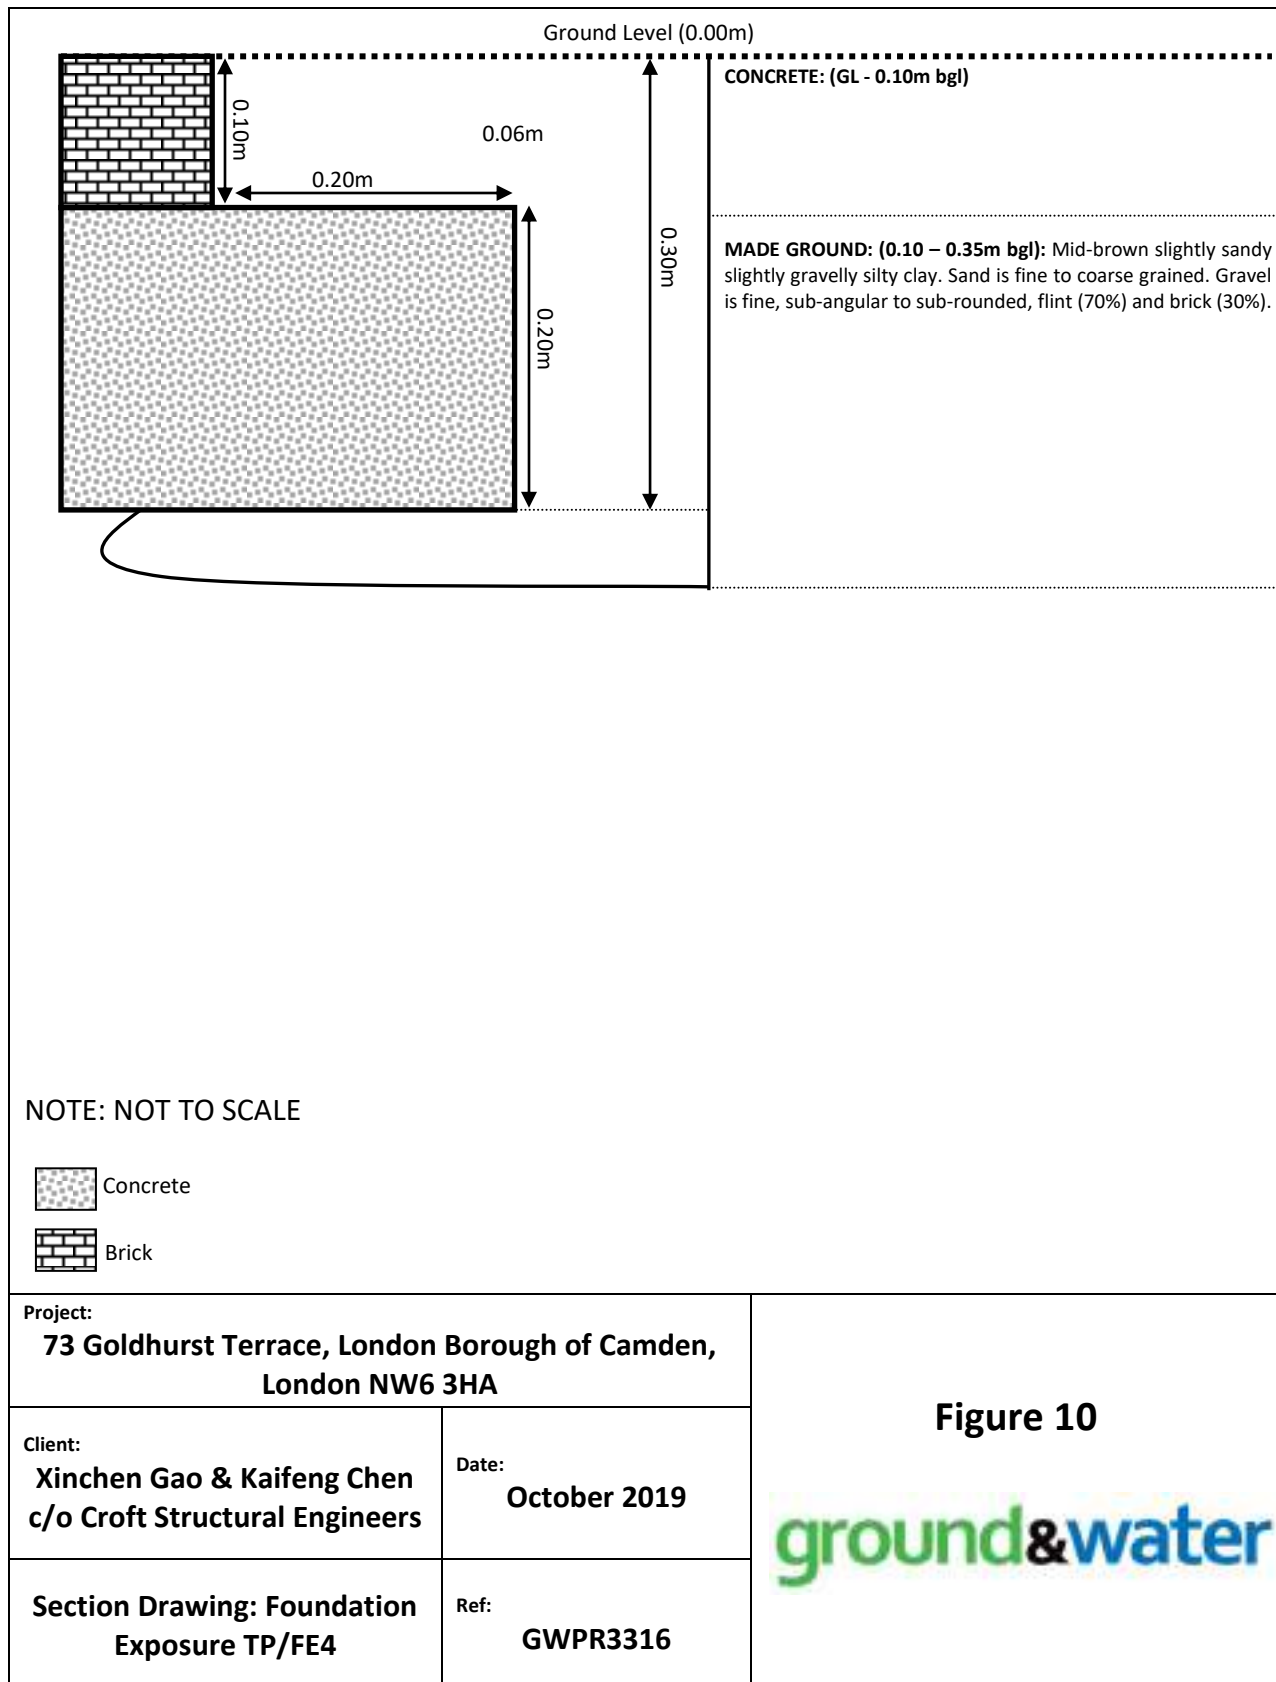 Ground Level (0.00m)
CONCRETE: (GL - 0.10m bgl)
0.10m
0.06m
0.20m
0.30m
MADE GROUND: (0.10 – 0.35m bgl): Mid-brown slightly sandy
slightly gravelly silty clay. Sand is fine to coarse grained. Gravel
is fine, sub-angular to sub-rounded, flint (70%) and brick (30%).
0.20m
NOTE: NOT TO SCALE
Concrete
Brick
Project:
73 Goldhurst Terrace, London Borough of Camden,
London NW6 3HA
Client:
Xinchen Gao & Kaifeng Chen
c/o Croft Structural Engineers
Date:
October 2019
Section Drawing: Foundation
Exposure TP/FE4
Ref:
GWPR3316
Figure 10
ground&water